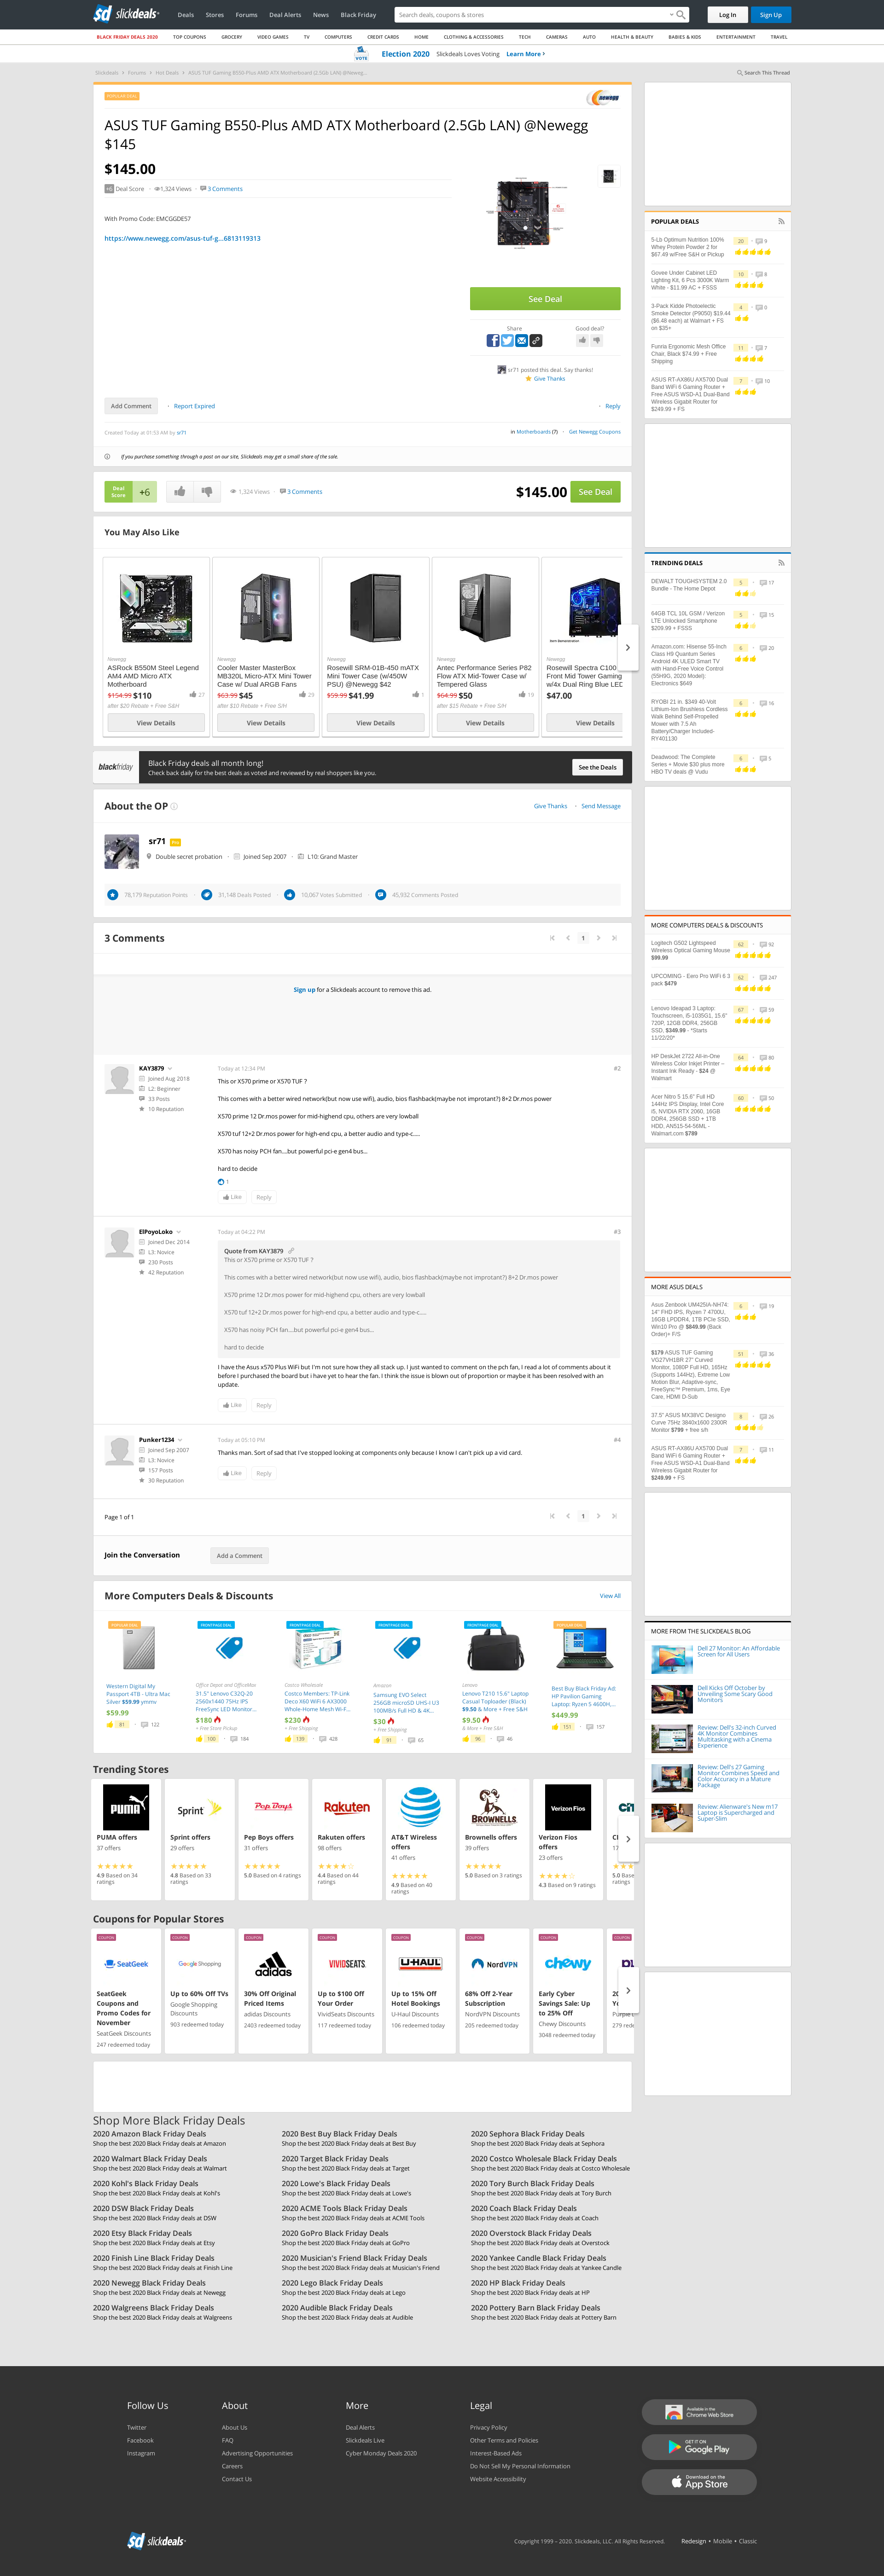 slickdeals
Deals
Stores
Forums
Deal Alerts
News
Black Friday
Search deals, coupons & stores
Log In
Sign Up
BLACK FRIDAY DEALS 2020
TOP COUPONS
GROCERY
VIDEO GAMES
TV
COMPUTERS
CREDIT CARDS
HOME
CLOTHING & ACCESSORIES
TECH
CAMERAS
AUTO
HEALTH & BEAUTY
BABIES & KIDS
ENTERTAINMENT
TRAVEL
VOTE
Election 2020
Slickdeals Loves Voting
Learn More
Slickdeals
Forums
Hot Deals
ASUS TUF Gaming B550-Plus AMD ATX Motherboard (2.5Gb LAN) @Neweg...
Search This Thread
POPULAR DEAL
newegg
ASUS TUF Gaming B550-Plus AMD ATX Motherboard (2.5Gb LAN) @Newegg
$145
$145.00
+6 Deal Score
1,324 Views
3 Comments
With Promo Code: EMCGGDE57
https://www.newegg.com/asus-tuf-g...6813119313
See Deal
Share
Good deal?
sr71 posted this deal. Say thanks!
Give Thanks
Add Comment
Report Expired
Reply
Created Today at 01:53 AM by sr71
in Motherboards (7)
Get Newegg Coupons
If you purchase something through a post on our site, Slickdeals may get a small share of the sale.
Deal Score
+6
1,324 Views
3 Comments
$145.00
See Deal
You May Also Like
Newegg
ASRock B550M Steel Legend AM4 AMD Micro ATX Motherboard
$154.99 $110
27
after $20 Rebate + Free S&H
View Details
Newegg
Cooler Master MasterBox MB320L Micro-ATX Mini Tower Case w/ Dual ARGB Fans
$63.99 $45
29
after $10 Rebate + Free S/H
View Details
Newegg
Rosewill SRM-01B-450 mATX Mini Tower Case (w/450W PSU) @Newegg $42
$59.99 $41.99
1
View Details
Newegg
Antec Performance Series P82 Flow ATX Mid-Tower Case w/ Tempered Glass
$64.99 $50
19
after $15 Rebate + Free S/H
View Details
Newegg
Rosewill Spectra C100
Front Mid Tower Gaming
w/4x Dual Ring Blue LED
$47.00
View Details
blackfriday
Black Friday deals all month long!
Check back daily for the best deals as voted and reviewed by real shoppers like you.
See the Deals
About the OP
Give Thanks
Send Message
sr71
Pro
Double secret probation
Joined Sep 2007
L10: Grand Master
78,179 Reputation Points
31,148 Deals Posted
10,067 Votes Submitted
45,932 Comments Posted
3 Comments
1
Sign up for a Slickdeals account to remove this ad.
KAY3879
Joined Aug 2018
L2: Beginner
33 Posts
10 Reputation
Today at 12:34 PM
#2
This or X570 prime or X570 TUF ?
This comes with a better wired network(but now use wifi), audio, bios flashback(maybe not improtant?) 8+2 Dr.mos power
X570 prime 12 Dr.mos power for mid-highend cpu, others are very lowball
X570 tuf 12+2 Dr.mos power for high-end cpu, a better audio and type-c.....
X570 has noisy PCH fan....but powerful pci-e gen4 bus...
hard to decide
1
Like
Reply
ElPoyoLoko
Joined Dec 2014
L3: Novice
230 Posts
42 Reputation
Today at 04:22 PM
#3
Quote from KAY3879
This or X570 prime or X570 TUF ?
This comes with a better wired network(but now use wifi), audio, bios flashback(maybe not improtant?) 8+2 Dr.mos power
X570 prime 12 Dr.mos power for mid-highend cpu, others are very lowball
X570 tuf 12+2 Dr.mos power for high-end cpu, a better audio and type-c.....
X570 has noisy PCH fan....but powerful pci-e gen4 bus...
hard to decide
I have the Asus x570 Plus WiFi but I'm not sure how they all stack up. I just wanted to comment on the pch fan, I read a lot of comments about it before I purchased the board but i have yet to hear the fan. I think the issue is blown out of proportion or maybe it has been resolved with an update.
Like
Reply
Punker1234
Joined Sep 2007
L3: Novice
157 Posts
30 Reputation
Today at 05:10 PM
#4
Thanks man. Sort of sad that I've stopped looking at components only because I know I can't pick up a vid card.
Like
Reply
Page 1 of 1
1
Join the Conversation
Add a Comment
More Computers Deals & Discounts
View All
POPULAR DEAL
Western Digital My Passport 4TB - Ultra Mac Silver $59.99 ymmv
$59.99
81
122
FRONTPAGE DEAL
Office Depot and OfficeMax
31.5" Lenovo C32Q-20 2560x1440 75Hz IPS FreeSync LED Monitor...
$180
+ Free Store Pickup
100
184
FRONTPAGE DEAL
Costco Wholesale
Costco Members: TP-Link Deco X60 WiFi 6 AX3000 Whole-Home Mesh Wi-F...
$230
+ Free Shipping
139
428
FRONTPAGE DEAL
Amazon
Samsung EVO Select 256GB microSD UHS-I U3 100MB/s Full HD & 4K...
$30
+ Free Shipping
91
65
FRONTPAGE DEAL
Lenovo
Lenovo T210 15.6" Laptop Casual Toploader (Black) $9.50 & More + Free S&H
$9.50
& More + Free S&H
96
46
POPULAR DEAL
Best Buy Black Friday Ad: HP Pavilion Gaming Laptop: Ryzen 5 4600H,...
$449.99
151
157
Trending Stores
PUMA
PUMA offers
37 offers
4.9 Based on 34 ratings
Sprint
Sprint offers
29 offers
4.8 Based on 33 ratings
Pep Boys
Pep Boys offers
31 offers
5.0 Based on 4 ratings
Rakuten
Rakuten offers
98 offers
4.4 Based on 44 ratings
AT&T Wireless offers
41 offers
4.9 Based on 40 ratings
BROWNELLS
Brownells offers
39 offers
5.0 Based on 3 ratings
Verizon Fios
Verizon Fios offers
23 offers
4.3 Based on 9 ratings
5.0 Base
ratings
Coupons for Popular Stores
COUPON
SeatGeek
SeatGeek Coupons and Promo Codes for November
SeatGeek Discounts
247 redeemed today
COUPON
Google Shopping
Up to 60% Off TVs
Google Shopping Discounts
903 redeemed today
COUPON
adidas
30% Off Original Priced Items
adidas Discounts
2403 redeemed today
COUPON
VIVIDSEATS.
Up to $100 Off Your Order
VividSeats Discounts
117 redeemed today
COUPON
U-HAUL
Up to 15% Off Hotel Bookings
U-Haul Discounts
106 redeemed today
COUPON
NordVPN
68% Off 2-Year Subscription
NordVPN Discounts
205 redeemed today
COUPON
chewy
Early Cyber Savings Sale: Up to 25% Off
Chewy Discounts
3048 redeemed today
COUPON
Purple
279 rede
Shop More Black Friday Deals
2020 Amazon Black Friday Deals
Shop the best 2020 Black Friday deals at Amazon
2020 Best Buy Black Friday Deals
Shop the best 2020 Black Friday deals at Best Buy
2020 Sephora Black Friday Deals
Shop the best 2020 Black Friday deals at Sephora
2020 Walmart Black Friday Deals
Shop the best 2020 Black Friday deals at Walmart
2020 Target Black Friday Deals
Shop the best 2020 Black Friday deals at Target
2020 Costco Wholesale Black Friday Deals
Shop the best 2020 Black Friday deals at Costco Wholesale
2020 Kohl's Black Friday Deals
Shop the best 2020 Black Friday deals at Kohl's
2020 Lowe's Black Friday Deals
Shop the best 2020 Black Friday deals at Lowe's
2020 Tory Burch Black Friday Deals
Shop the best 2020 Black Friday deals at Tory Burch
2020 DSW Black Friday Deals
Shop the best 2020 Black Friday deals at DSW
2020 ACME Tools Black Friday Deals
Shop the best 2020 Black Friday deals at ACME Tools
2020 Coach Black Friday Deals
Shop the best 2020 Black Friday deals at Coach
2020 Etsy Black Friday Deals
Shop the best 2020 Black Friday deals at Etsy
2020 GoPro Black Friday Deals
Shop the best 2020 Black Friday deals at GoPro
2020 Overstock Black Friday Deals
Shop the best 2020 Black Friday deals at Overstock
2020 Finish Line Black Friday Deals
Shop the best 2020 Black Friday deals at Finish Line
2020 Musician's Friend Black Friday Deals
Shop the best 2020 Black Friday deals at Musician's Friend
2020 Yankee Candle Black Friday Deals
Shop the best 2020 Black Friday deals at Yankee Candle
2020 Newegg Black Friday Deals
Shop the best 2020 Black Friday deals at Newegg
2020 Lego Black Friday Deals
Shop the best 2020 Black Friday deals at Lego
2020 HP Black Friday Deals
Shop the best 2020 Black Friday deals at HP
2020 Walgreens Black Friday Deals
Shop the best 2020 Black Friday deals at Walgreens
2020 Audible Black Friday Deals
Shop the best 2020 Black Friday deals at Audible
2020 Pottery Barn Black Friday Deals
Shop the best 2020 Black Friday deals at Pottery Barn
POPULAR DEALS
5-Lb Optimum Nutrition 100% Whey Protein Powder 2 for $67.49 w/Free S&H or Pickup
20
9
Govee Under Cabinet LED Lighting Kit, 6 Pcs 3000K Warm White - $11.99 AC + FSSS
10
8
3-Pack Kidde Photoelectic Smoke Detector (P9050) $19.44 ($6.48 each) at Walmart + FS on $35+
4
0
Funria Ergonomic Mesh Office Chair, Black $74.99 + Free Shipping
11
7
ASUS RT-AX86U AX5700 Dual Band WiFi 6 Gaming Router + Free ASUS WSD-A1 Dual-Band Wireless Gigabit Router for $249.99 + FS
7
10
TRENDING DEALS
DEWALT TOUGHSYSTEM 2.0 Bundle - The Home Depot
5
17
64GB TCL 10L GSM / Verizon LTE Unlocked Smartphone $209.99 + FSSS
5
15
Amazon.com: Hisense 55-Inch Class H9 Quantum Series Android 4K ULED Smart TV with Hand-Free Voice Control (55H9G, 2020 Model): Electronics $649
6
20
RYOBI 21 in. $349 40-Volt Lithium-Ion Brushless Cordless Walk Behind Self-Propelled Mower with 7.5 Ah Battery/Charger Included-RY401130
6
16
Deadwood: The Complete Series + Movie $30 plus more HBO TV deals @ Vudu
6
5
MORE COMPUTERS DEALS & DISCOUNTS
Logitech G502 Lightspeed Wireless Optical Gaming Mouse $99.99
62
92
UPCOMING - Eero Pro WiFi 6 3 pack $479
62
247
Lenovo Ideapad 3 Laptop: Touchscreen, i5-1035G1, 15.6" 720P, 12GB DDR4, 256GB SSD, $349.99 - *Starts 11/22/20*
67
59
HP DeskJet 2722 All-in-One Wireless Color Inkjet Printer – Instant Ink Ready - $24 @ Walmart
64
80
Acer Nitro 5 15.6" Full HD 144Hz IPS Display, Intel Core i5, NVIDIA RTX 2060, 16GB DDR4, 256GB SSD + 1TB HDD, AN515-54-56ML - Walmart.com $799
60
50
MORE ASUS DEALS
Asus Zenbook UM425IA-NH74: 14" FHD IPS, Ryzen 7 4700U, 16GB LPDDR4, 1TB PCIe SSD, Win10 Pro @ $849.99 (Back Order)+ F/S
6
19
$179 ASUS TUF Gaming VG27VH1BR 27" Curved Monitor, 1080P Full HD, 165Hz (Supports 144Hz), Extreme Low Motion Blur, Adaptive-sync, FreeSync™ Premium, 1ms, Eye Care, HDMI D-Sub
51
36
37.5" ASUS MX38VC Designo Curve 75Hz 3840x1600 2300R Monitor $799 + free s/h
8
26
ASUS RT-AX86U AX5700 Dual Band WiFi 6 Gaming Router + Free ASUS WSD-A1 Dual-Band Wireless Gigabit Router for $249.99 + FS
7
11
MORE FROM THE SLICKDEALS BLOG
Dell 27 Monitor: An Affordable Screen for All Users
Dell Kicks Off October by Unveiling Some Scary Good Monitors
Review: Dell's 32-inch Curved 4K Monitor Combines Multitasking with a Cinema Experience
Review: Dell's 27 Gaming Monitor Combines Speed and Color Accuracy in a Mature Package
Review: Alienware's New m17 Laptop is Supercharged and Super-Slim
Follow Us
Twitter
Facebook
Instagram
About
About Us
FAQ
Advertising Opportunities
Careers
Contact Us
More
Deal Alerts
Slickdeals Live
Cyber Monday Deals 2020
Legal
Privacy Policy
Other Terms and Policies
Interest-Based Ads
Do Not Sell My Personal Information
Website Accessibility
Available in the
Chrome Web Store
GET IT ON
Google Play
Download on the
App Store
slickdeals
Copyright 1999 – 2020. Slickdeals, LLC. All Rights Reserved.
Redesign • Mobile • Classic